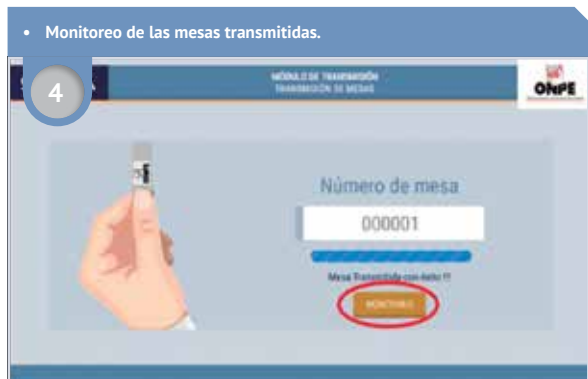 • Monitoreo de las mesas transmitidas.
4
MÓDULO DE TRANSMISIÓN
TRANSMISIÓN DE MESAS
ONPE
Número de mesa
000001
Mesa Transmitida con éxito !!!
MONITOREO